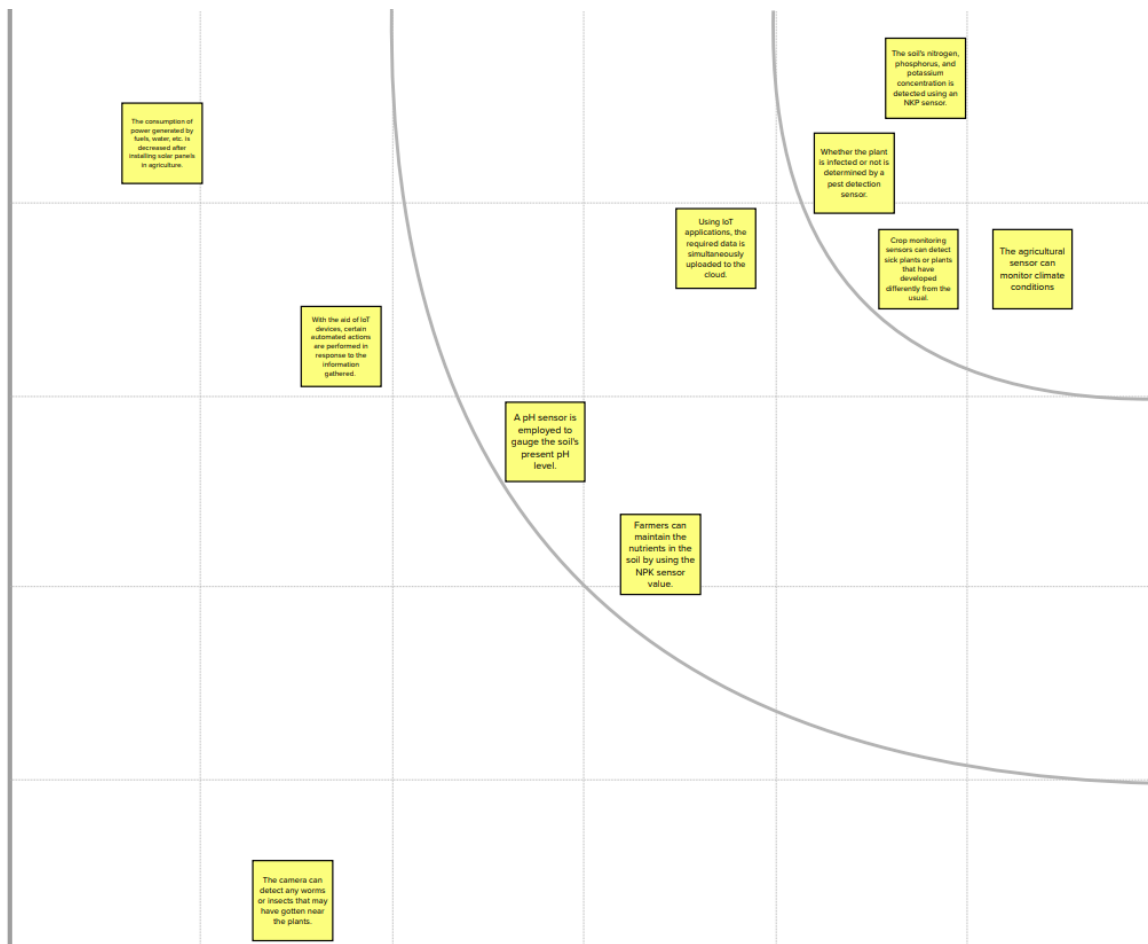 The soil's nitrogen,
phosphorus, and
potassium
concentration is
detected using an
NKP sensor.
The consumption of
power generated by
fuels, water, etc. is
decreased after
installing solar panels
in agriculture.
Whether the plant
is infected or not is
determined by a
pest detection
sensor.
Using IoT
applications, the
required data is
simultaneously
uploaded to the
cloud.
Crop monitoring
sensors can detect
sick plants or plants
that have
developed
differently from the
usual.
The agricultural
sensor can
monitor climate
conditions
With the aid of IoT
devices, certain
automated actions
are performed in
response to the
information
gathered.
A pH sensor is
employed to
gauge the soil's
present pH
level.
Farmers can
maintain the
nutrients in the
soil by using the
NPK sensor
value.
The camera can
detect any worms
or insects that may
have gotten near
the plants.